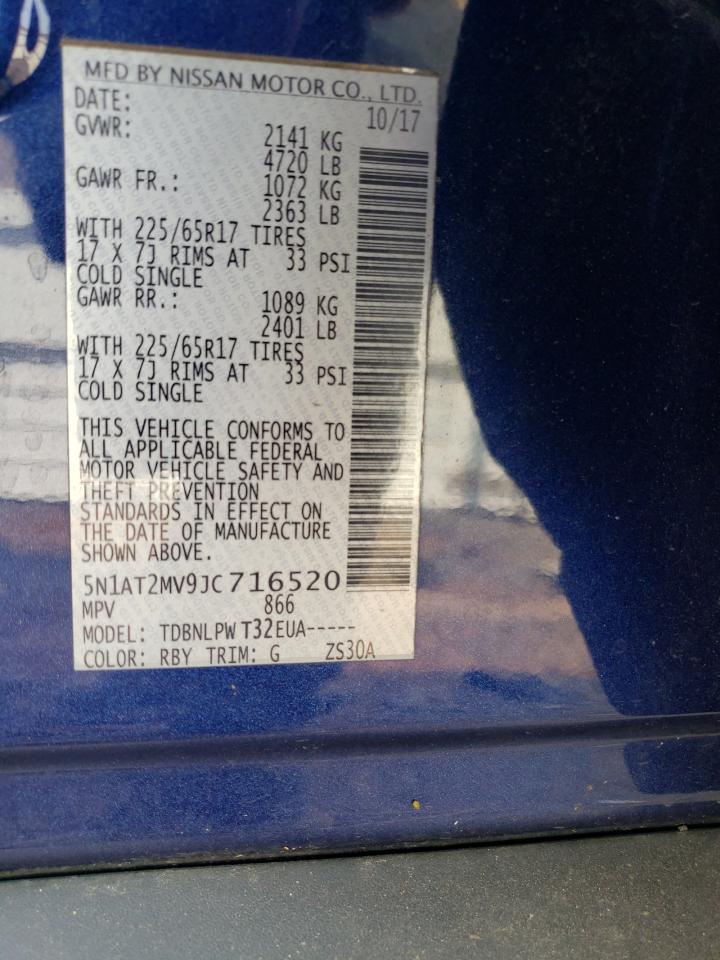 MFD BY NISSAN MOTOR CO., LTD.
DATE: 10/17
GVWR: 2141 KG
4720 LB
GAWR FR.: 1072 KG
2363 LB
WITH 225/65R17 TIRES
17 X 7J RIMS AT 33 PSI
COLD SINGLE
GAWR RR.: 1089 KG
2401 LB
WITH 225/65R17 TIRES
17 X 7J RIMS AT 33 PSI
COLD SINGLE
THIS VEHICLE CONFORMS TO
ALL APPLICABLE FEDERAL
MOTOR VEHICLE SAFETY AND
THEFT PREVENTION
STANDARDS IN EFFECT ON
THE DATE OF MANUFACTURE
SHOWN ABOVE.
5N1AT2MV9JC716520
MPV 866
MODEL: TDBNLPW T32EUA-----
COLOR: RBY TRIM: G ZS30A